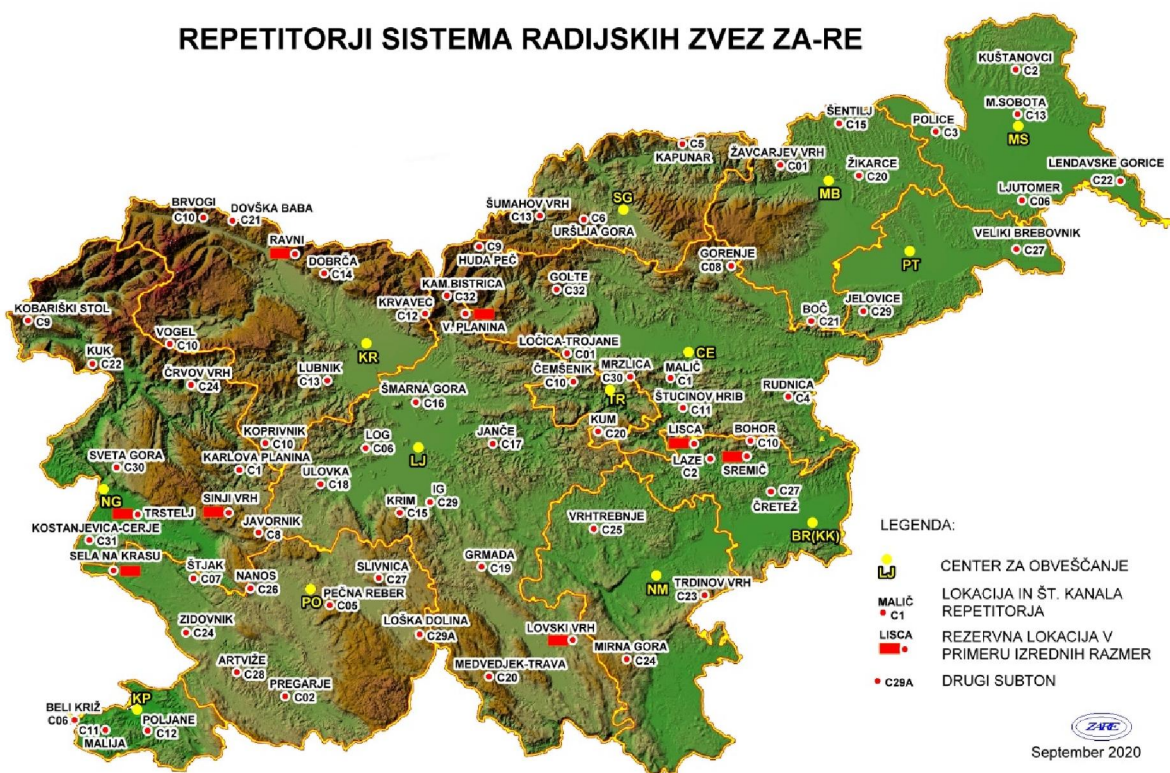 REPETITORJI SISTEMA RADIJSKIH ZVEZ ZA-RE
KUŠTANOVCI
C2
M.SOBOTA
C13
MS
ŠENTILJ
C15
POLICE
C3
C5
KAPUNAR
ŽAVCARJEV VRH
C01
ŽIKARCE
C20
MB
LENDAVSKE GORICE
C22
LJUTOMER
C06
BRVOGI
C10
DOVŠKA BABA
C21
ŠUMAHOV VRH
C13
SG
C6
URŠLJA GORA
VELIKI BREBOVNIK
C27
RAVNI
DOBRČA
C14
C9
HUDA PEČ
GORENJE
C08
PT
KAM.BISTRICA
C32
GOLTE
C32
KOBARIŠKI STOL
C9
KRVAVEC
C12
V. PLANINA
BOČ
C21
JELOVICE
C29
VOGEL
C10
KR
LOČICA-TROJANE
C01
CE
KUK
C22
ČRVOV VRH
C24
LUBNIK
C13
ČEMŠENIK
C10
MRZLICA
C30
MALIČ
C1
TR
RUDNICA
C4
ŠMARNA GORA
C16
ŠTUCINOV HRIB
C11
KOPRIVNIK
C10
LOG
C06
LJ
JANČE
C17
KUM
C20
LISCA
BOHOR
C10
SVETA GORA
C30
KARLOVA PLANINA
C1
LAZE
C2
SREMIČ
ULOVKA
C18
NG
TRSTELJ
SINJI VRH
IG
C29
KRIM
C15
C27
ČRETEŽ
KOSTANJEVICA-CERJE
C31
JAVORNIK
C8
VRHTREBNJE
C25
BR(KK)
SELA NA KRASU
ŠTJAK
C07
NANOS
C26
SLIVNICA
C27
GRMADA
C19
PO
PEČNA REBER
C05
NM
TRDINOV VRH
C23
ZIDOVNIK
C24
LOŠKA DOLINA
C29A
LOVSKI VRH
MIRNA GORA
C24
ARTVIŽE
C28
MEDVEDJEK-TRAVA
C20
PREGARJE
C02
KP
BELI KRIŽ
C06
C11
MALIJA
POLJANE
C12
LEGENDA:
LJ
CENTER ZA OBVEŠČANJE
MALIČ
C1
LOKACIJA IN ŠT. KANALA
REPETITORJA
LISCA
REZERVNA LOKACIJA V
PRIMERU IZREDNIH RAZMER
C29A
DRUGI SUBTON
ZARE
September 2020